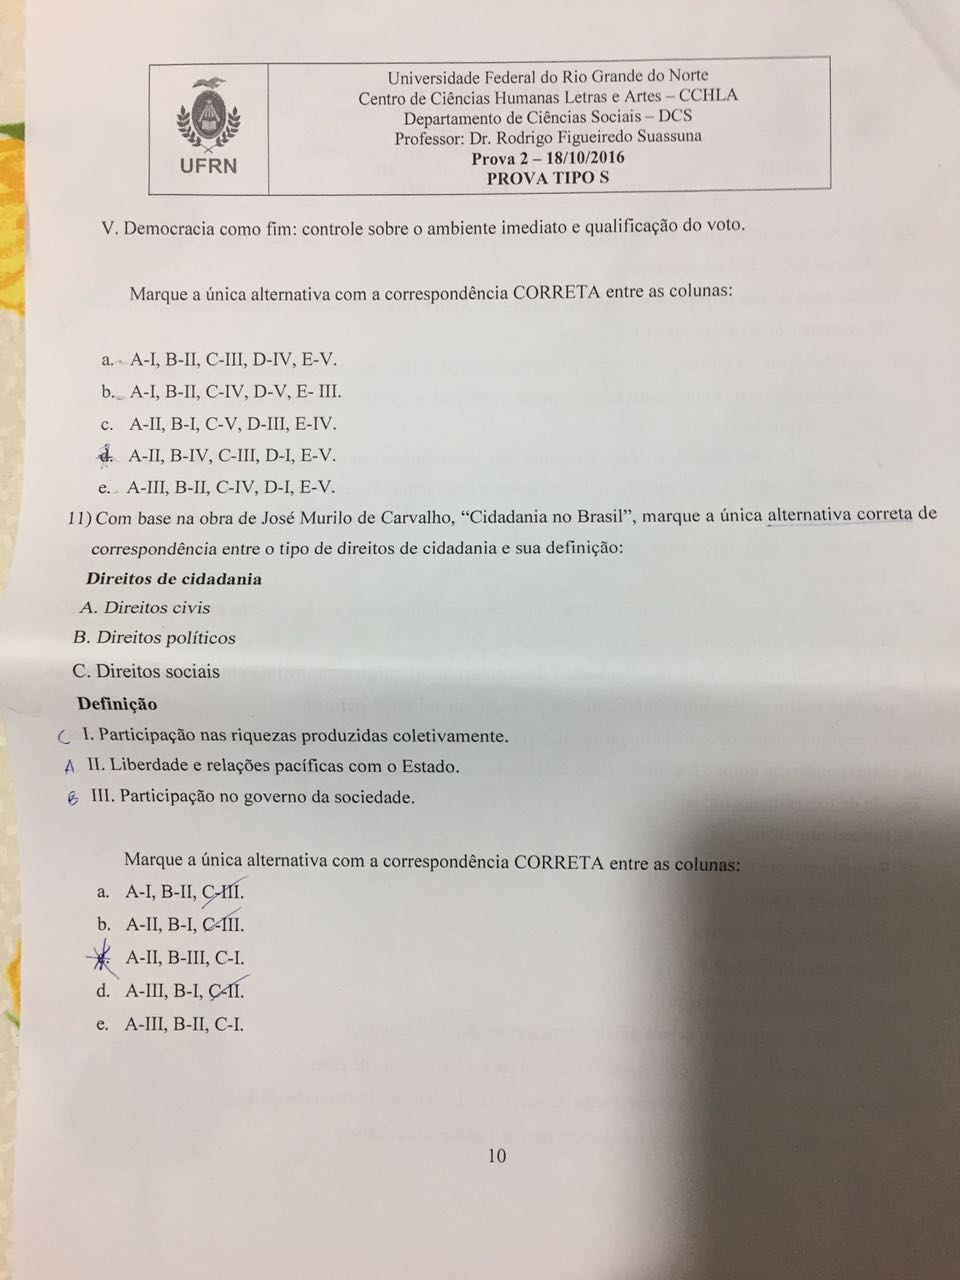 Universidade Federal do Rio Grande do Norte
Centro de Ciências Humanas Letras e Artes – CCHLA
Departamento de Ciências Sociais – DCS
Professor: Dr. Rodrigo Figueiredo Suassuna
Prova 2 – 18/10/2016
PROVA TIPO S
UFRN
V. Democracia como fim: controle sobre o ambiente imediato e qualificação do voto.
Marque a única alternativa com a correspondência CORRETA entre as colunas:
a. A-I, B-II, C-III, D-IV, E-V.
b. A-I, B-II, C-IV, D-V, E- III.
c. A-II, B-I, C-V, D-III, E-IV.
d. A-II, B-IV, C-III, D-I, E-V.
e. A-III, B-II, C-IV, D-I, E-V.
11) Com base na obra de José Murilo de Carvalho, “Cidadania no Brasil”, marque a única alternativa correta de
correspondência entre o tipo de direitos de cidadania e sua definição:
Direitos de cidadania
A. Direitos civis
B. Direitos políticos
C. Direitos sociais
Definição
C I. Participação nas riquezas produzidas coletivamente.
A II. Liberdade e relações pacíficas com o Estado.
B III. Participação no governo da sociedade.
Marque a única alternativa com a correspondência CORRETA entre as colunas:
a. A-I, B-II, C-III.
b. A-II, B-I, C-III.
A-II, B-III, C-I.
d. A-III, B-I, C-II.
e. A-III, B-II, C-I.
10